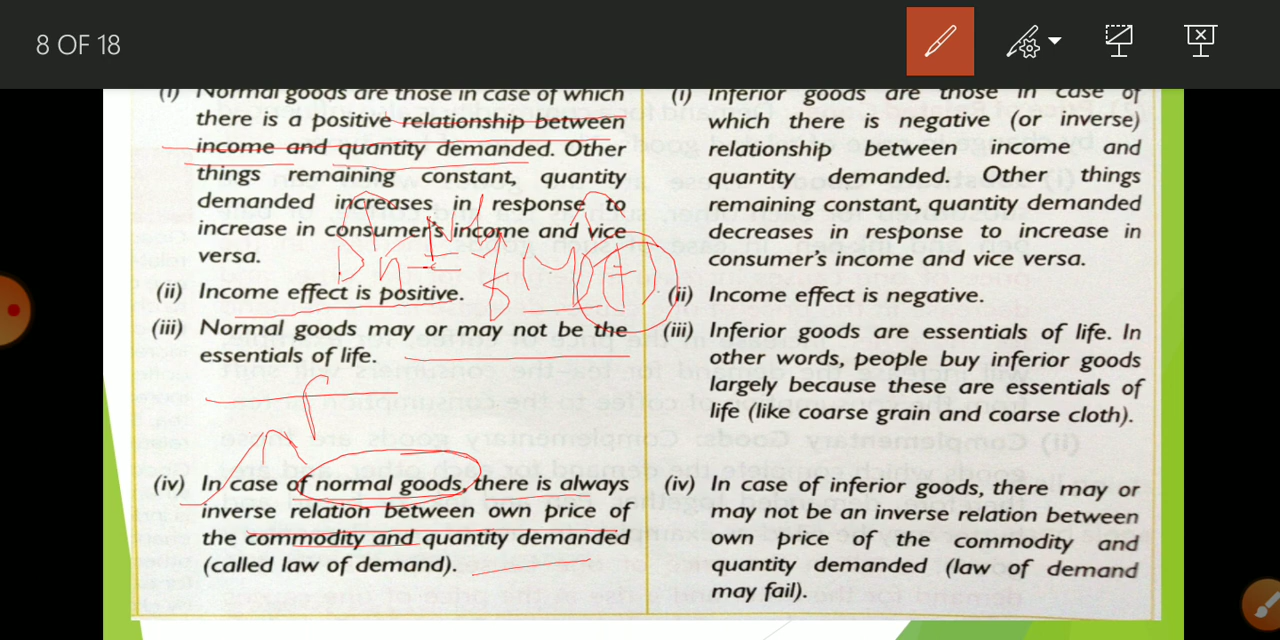 8 OF 18
(i) Normal goods are those in case of which
there is a positive relationship between
income and quantity demanded. Other
things remaining constant, quantity
demanded increases in response to
increase in consumer's income and vice
versa.
(ii) Income effect is positive.
(iii) Normal goods may or may not be the
essentials of life.
(iv) In case of normal goods, there is always
inverse relation between own price of
the commodity and quantity demanded
(called law of demand).
(i) Inferior goods are those in case of
which there is negative (or inverse)
relationship between income and
quantity demanded. Other things
remaining constant, quantity demanded
decreases in response to increase in
consumer's income and vice versa.
(ii) Income effect is negative.
(iii) Inferior goods are essentials of life. In
other words, people buy inferior goods
largely because these are essentials of
life (like coarse grain and coarse cloth).
(iv) In case of inferior goods, there may or
may not be an inverse relation between
own price of the commodity and
quantity demanded (law of demand
may fail).